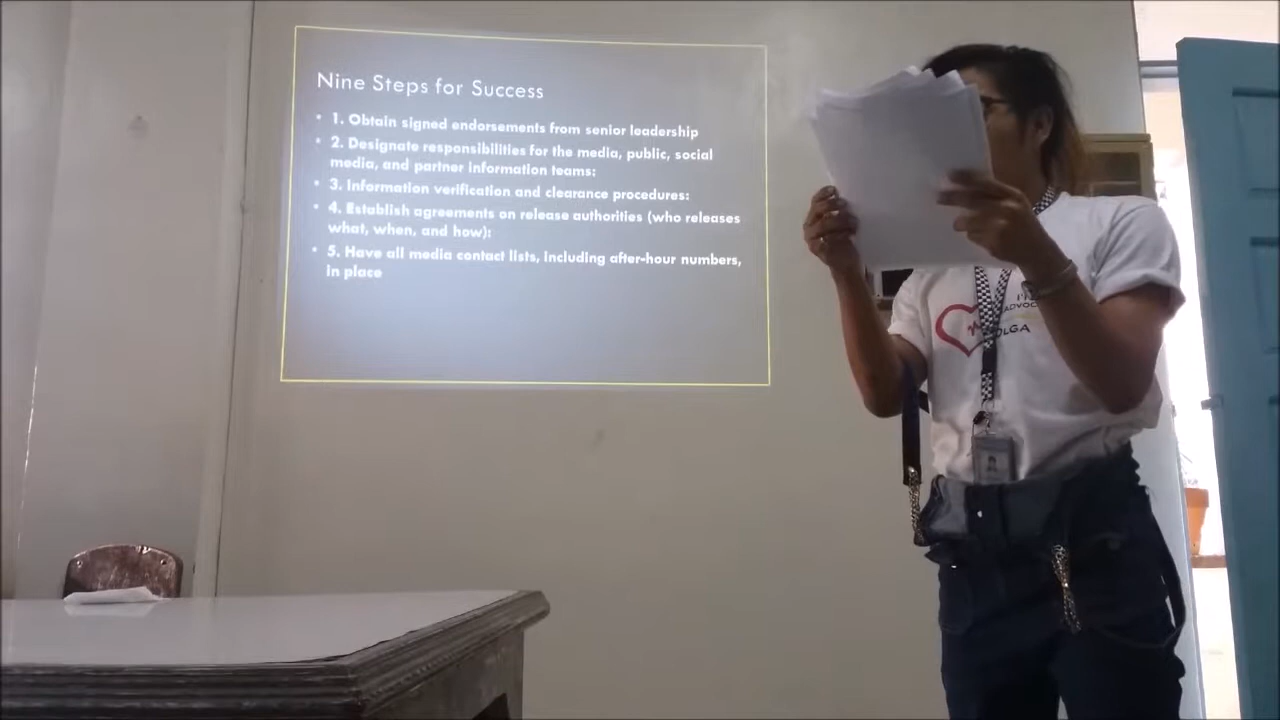 Nine Steps for Success
• 1. Obtain signed endorsements from senior leadership
• 2. Designate responsibilities for the media, public, social
media, and partner information teams:
• 3. Information verification and clearance procedures:
• 4. Establish agreements on release authorities (who releases
what, when, and how):
• 5. Have all media contact lists, including after-hour numbers,
in place